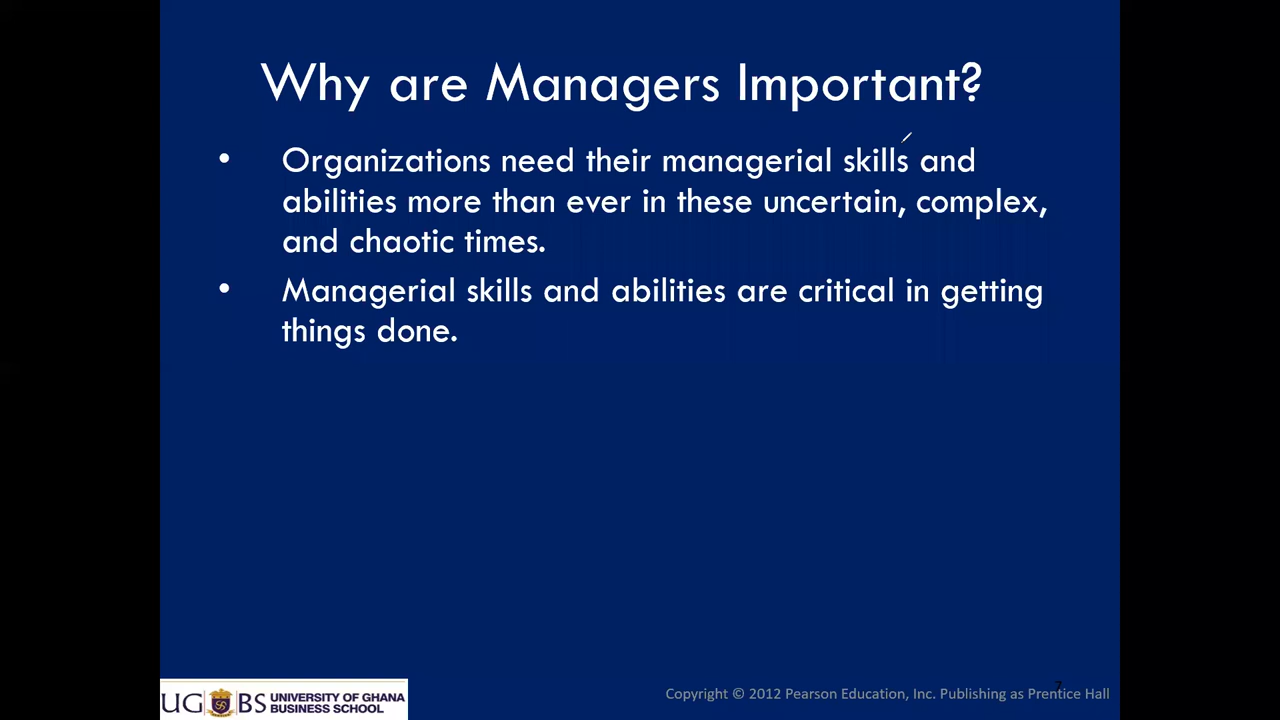 Why are Managers Important?
• Organizations need their managerial skills and
abilities more than ever in these uncertain, complex,
and chaotic times.
• Managerial skills and abilities are critical in getting
things done.
UGBS UNIVERSITY OF GHANA
BUSINESS SCHOOL
7
Copyright © 2012 Pearson Education, Inc. Publishing as Prentice Hall